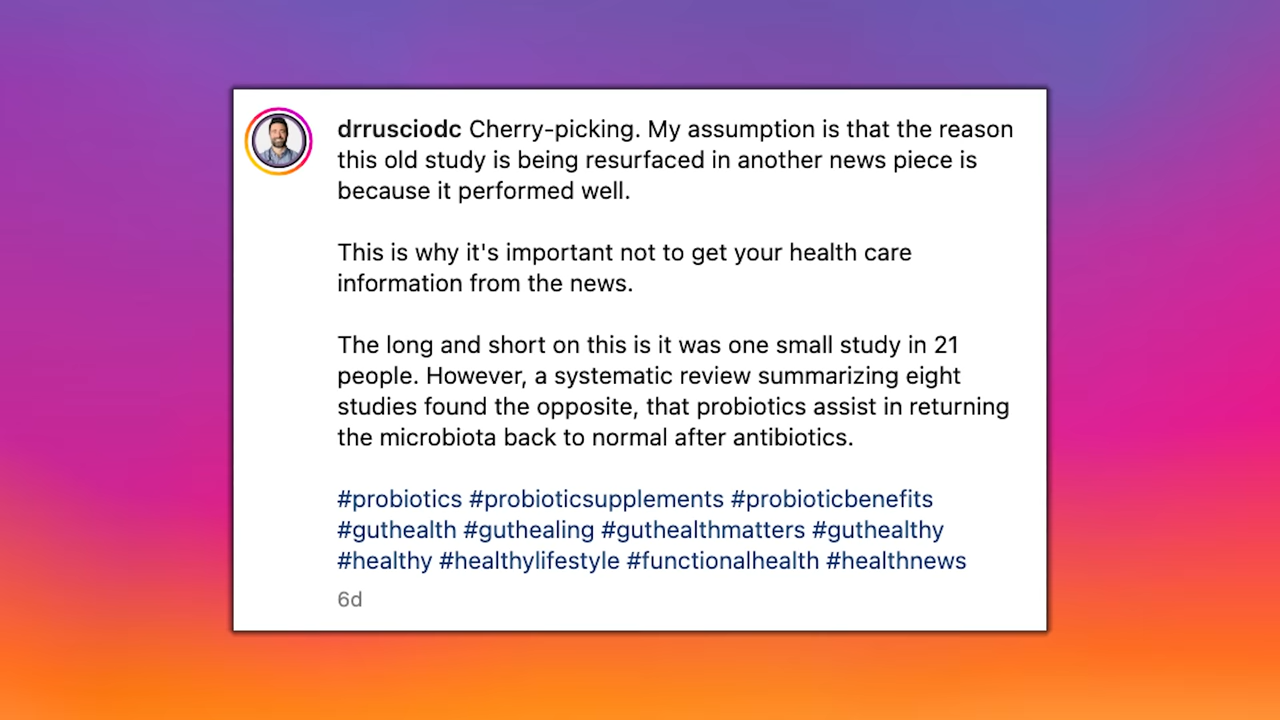 drrusciodc Cherry-picking. My assumption is that the reason
this old study is being resurfaced in another news piece is
because it performed well.
This is why it's important not to get your health care
information from the news.
The long and short on this is it was one small study in 21
people. However, a systematic review summarizing eight
studies found the opposite, that probiotics assist in returning
the microbiota back to normal after antibiotics.
#probiotics #probioticsupplements #probioticbenefits
#guthealth #guthealing #guthealthmatters #guthealthy
#healthy #healthylifestyle #functionalhealth #healthnews
6d